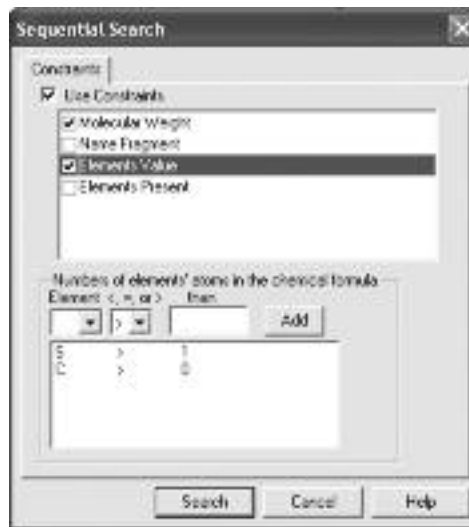 Sequential Search
Constraints
Use Constraints
Molecular Weight
Name Fragment
Elements Value
Elements Present
Numbers of elements' atoms in the chemical formula
Element <, =, or > than
> Add
S > 1
C > 0
Search Cancel Help